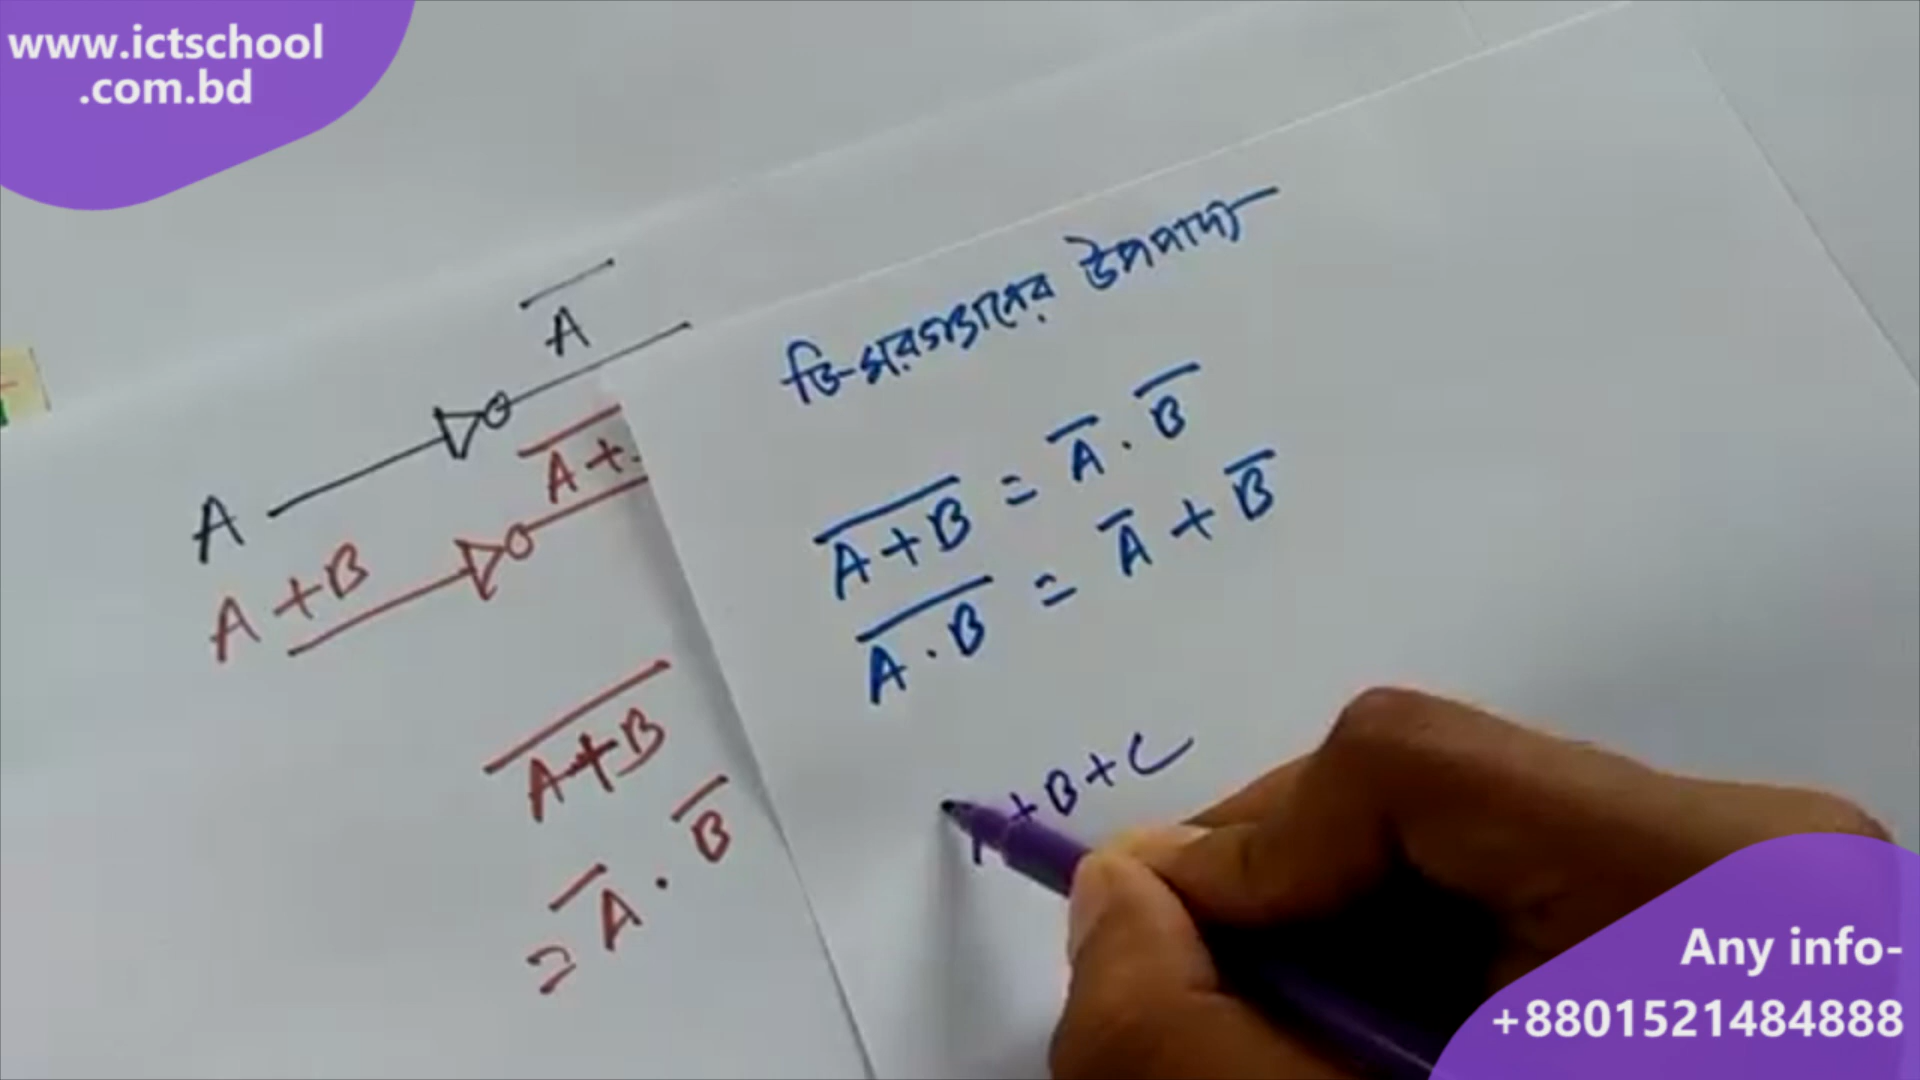 www.ictschool
.com.bd
A̅
A
A̅+̅
A+B
A̅+̅B̅
= A̅ . B̅
ডি-মরগ্যানের উপপাদ্য
A̅+̅B̅ = A̅ . B̅
A̅.̅B̅ = A̅ + B̅
+B+C
Any info-
+8801521484888